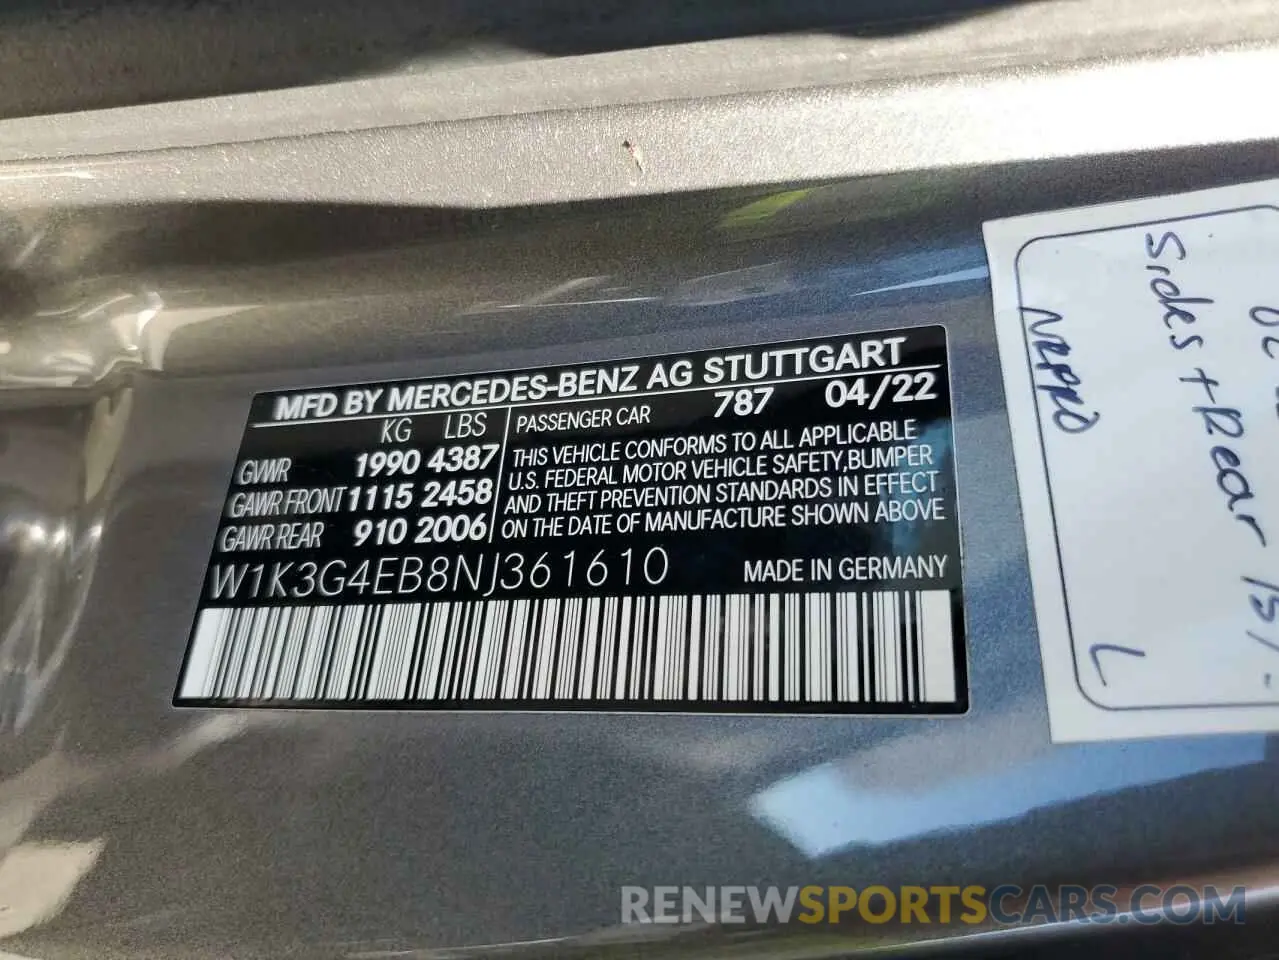 MFD BY MERCEDES-BENZ AG STUTTGART
KG LBS
GVWR 1990 4387
GAWR FRONT 1115 2458
GAWR REAR 910 2006
PASSENGER CAR 787 04/22
THIS VEHICLE CONFORMS TO ALL APPLICABLE
U.S. FEDERAL MOTOR VEHICLE SAFETY, BUMPER
AND THEFT PREVENTION STANDARDS IN EFFECT
ON THE DATE OF MANUFACTURE SHOWN ABOVE
W1K3G4EB8NJ361610 MADE IN GERMANY
Sides + Rear 15/-
L
RENEWSPORTSCARS.COM